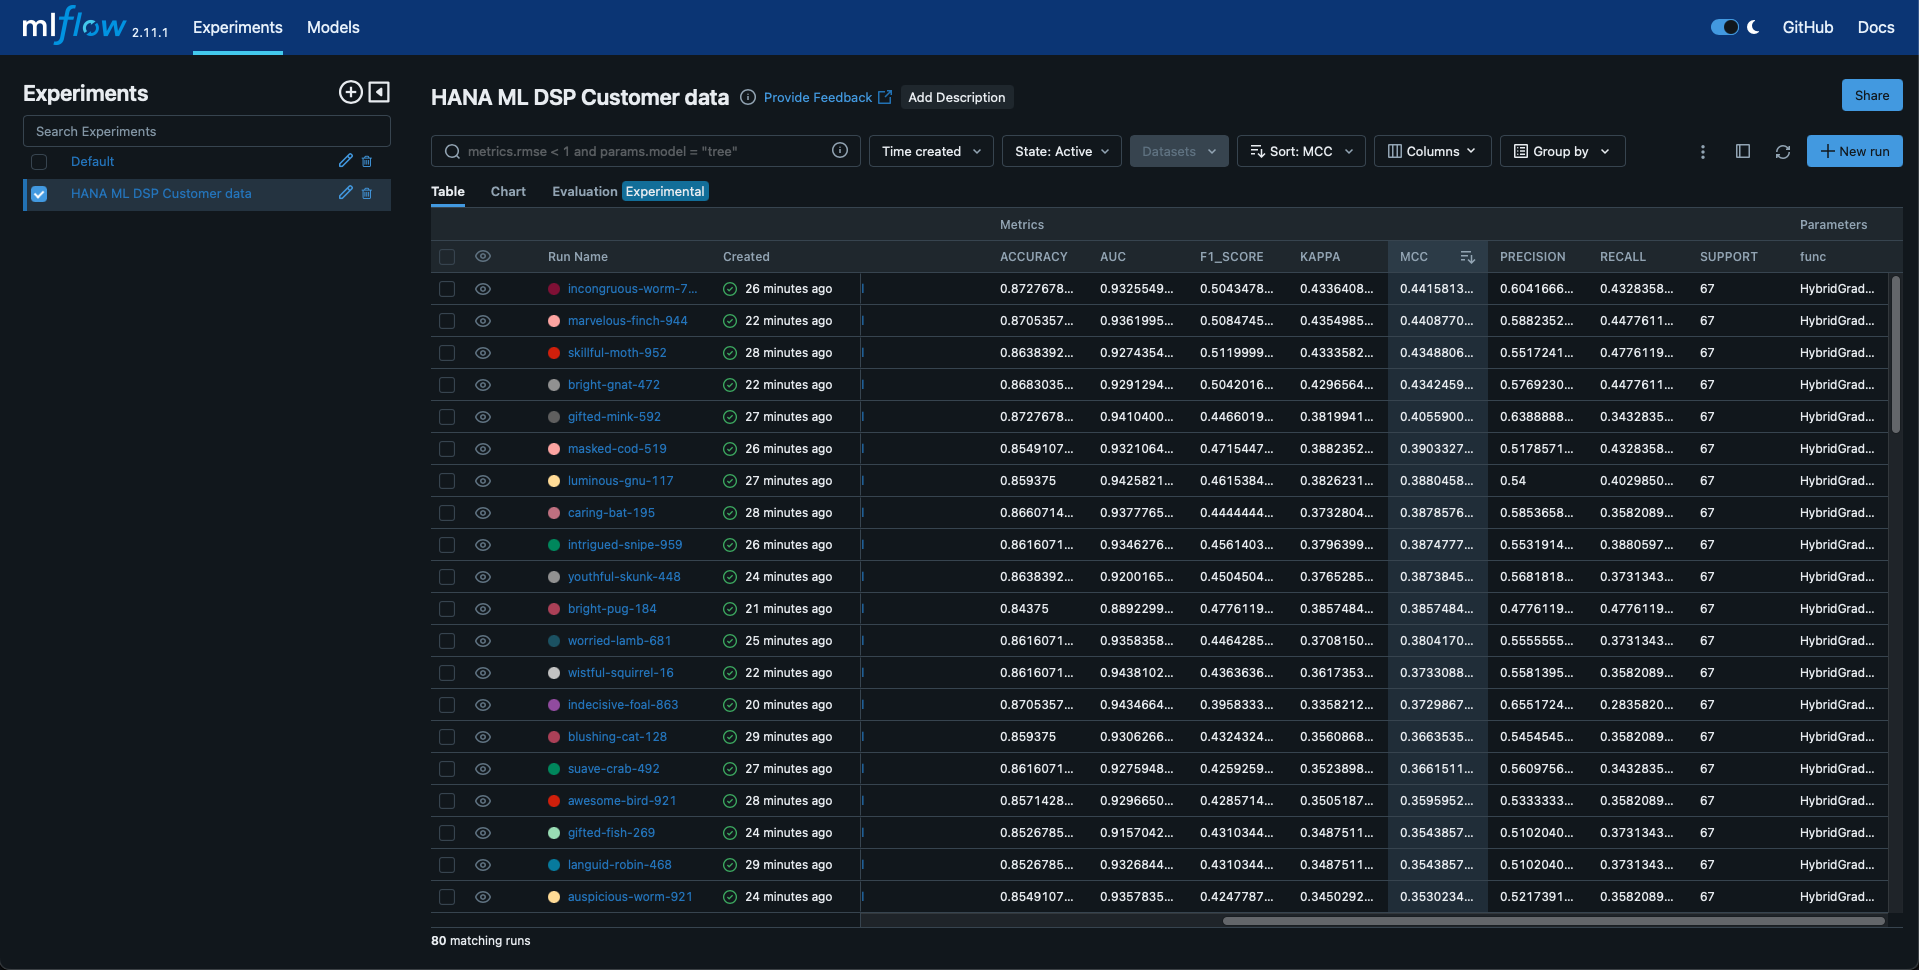 mlflow 2.11.1 Experiments Models GitHub Docs
Experiments
Search Experiments
Default
HANA ML DSP Customer data
HANA ML DSP Customer data Provide Feedback Add Description Share
metrics.rmse < 1 and params.model = "tree" Time created State: Active Datasets Sort: MCC Columns Group by New run
Table Chart Evaluation Experimental
Metrics Parameters
Run Name Created ACCURACY AUC F1_SCORE KAPPA MCC PRECISION RECALL SUPPORT func
incongruous-worm-7... 26 minutes ago 0.8727678... 0.9325549... 0.5043478... 0.4336408... 0.4415813... 0.6041666... 0.4328358... 67 HybridGrad...
marvelous-finch-944 22 minutes ago 0.8705357... 0.9361995... 0.5084745... 0.4354985... 0.4408770... 0.5882352... 0.4477611... 67 HybridGrad...
skillful-moth-952 28 minutes ago 0.8638392... 0.9274354... 0.5119999... 0.4333582... 0.4348806... 0.5517241... 0.4776119... 67 HybridGrad...
bright-gnat-472 22 minutes ago 0.8683035... 0.9291294... 0.5042016... 0.4296564... 0.4342459... 0.5769230... 0.4477611... 67 HybridGrad...
gifted-mink-592 27 minutes ago 0.8727678... 0.9410400... 0.4466019... 0.3819941... 0.4055900... 0.6388888... 0.3432835... 67 HybridGrad...
masked-cod-519 26 minutes ago 0.8549107... 0.9321064... 0.4715447... 0.3882352... 0.3903327... 0.5178571... 0.4328358... 67 HybridGrad...
luminous-gnu-117 27 minutes ago 0.859375 0.9425821... 0.4615384... 0.3826231... 0.3880458... 0.54 0.4029850... 67 HybridGrad...
caring-bat-195 28 minutes ago 0.8660714... 0.9377765... 0.4444444... 0.3732804... 0.3878576... 0.5853658... 0.3582089... 67 HybridGrad...
intrigued-snipe-959 26 minutes ago 0.8616071... 0.9346276... 0.4561403... 0.3796399... 0.3874777... 0.5531914... 0.3880597... 67 HybridGrad...
youthful-skunk-448 24 minutes ago 0.8638392... 0.9200165... 0.4504504... 0.3765285... 0.3873845... 0.5681818... 0.3731343... 67 HybridGrad...
bright-pug-184 21 minutes ago 0.84375 0.8892299... 0.4776119... 0.3857484... 0.3857484... 0.4776119... 0.4776119... 67 HybridGrad...
worried-lamb-681 25 minutes ago 0.8616071... 0.9358358... 0.4464285... 0.3708150... 0.3804170... 0.5555555... 0.3731343... 67 HybridGrad...
wistful-squirrel-16 22 minutes ago 0.8616071... 0.9438102... 0.4363636... 0.3617353... 0.3733088... 0.5581395... 0.3582089... 67 HybridGrad...
indecisive-foal-863 20 minutes ago 0.8705357... 0.9434664... 0.3958333... 0.3358212... 0.3729867... 0.6551724... 0.2835820... 67 HybridGrad...
blushing-cat-128 29 minutes ago 0.859375 0.9306266... 0.4324324... 0.3560868... 0.3663535... 0.5454545... 0.3582089... 67 HybridGrad...
suave-crab-492 27 minutes ago 0.8616071... 0.9275948... 0.4259259... 0.3523898... 0.3661511... 0.5609756... 0.3432835... 67 HybridGrad...
awesome-bird-921 28 minutes ago 0.8571428... 0.9296650... 0.4285714... 0.3505187... 0.3595952... 0.5333333... 0.3582089... 67 HybridGrad...
gifted-fish-269 24 minutes ago 0.8526785... 0.9157042... 0.4310344... 0.3487511... 0.3543857... 0.5102040... 0.3731343... 67 HybridGrad...
languid-robin-468 29 minutes ago 0.8526785... 0.9326844... 0.4310344... 0.3487511... 0.3543857... 0.5102040... 0.3731343... 67 HybridGrad...
auspicious-worm-921 24 minutes ago 0.8549107... 0.9357835... 0.4247787... 0.3450292... 0.3530234... 0.5217391... 0.3582089... 67 HybridGrad...
80 matching runs